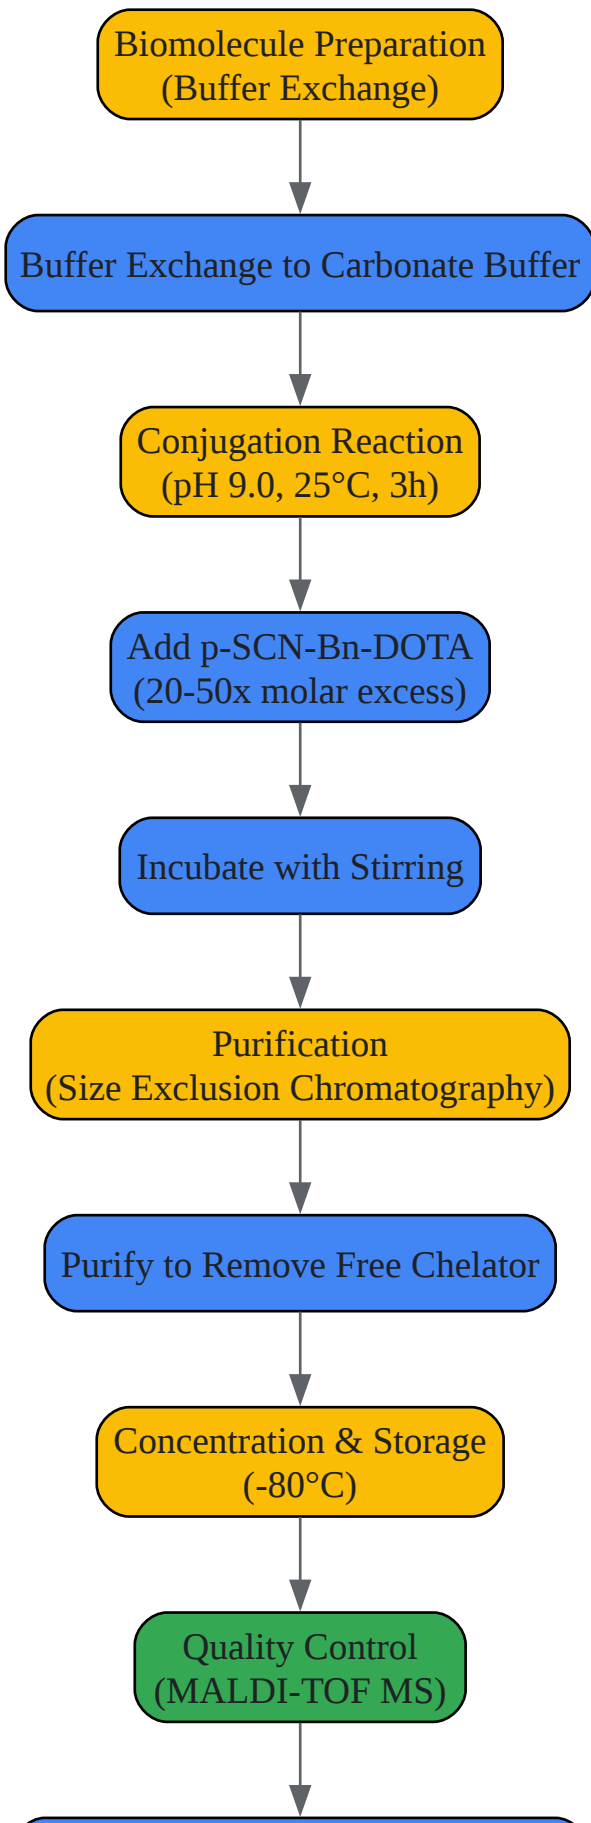 Biomolecule Preparation
(Buffer Exchange)
Buffer Exchange to Carbonate Buffer
Conjugation Reaction
(pH 9.0, 25°C, 3h)
Add p-SCN-Bn-DOTA
(20-50x molar excess)
Incubate with Stirring
Purification
(Size Exclusion Chromatography)
Purify to Remove Free Chelator
Concentration & Storage
(-80°C)
Quality Control
(MALDI-TOF MS)